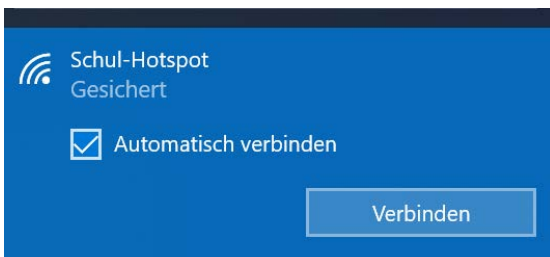 Schul-Hotspot
Gesichert
Automatisch verbinden
Verbinden